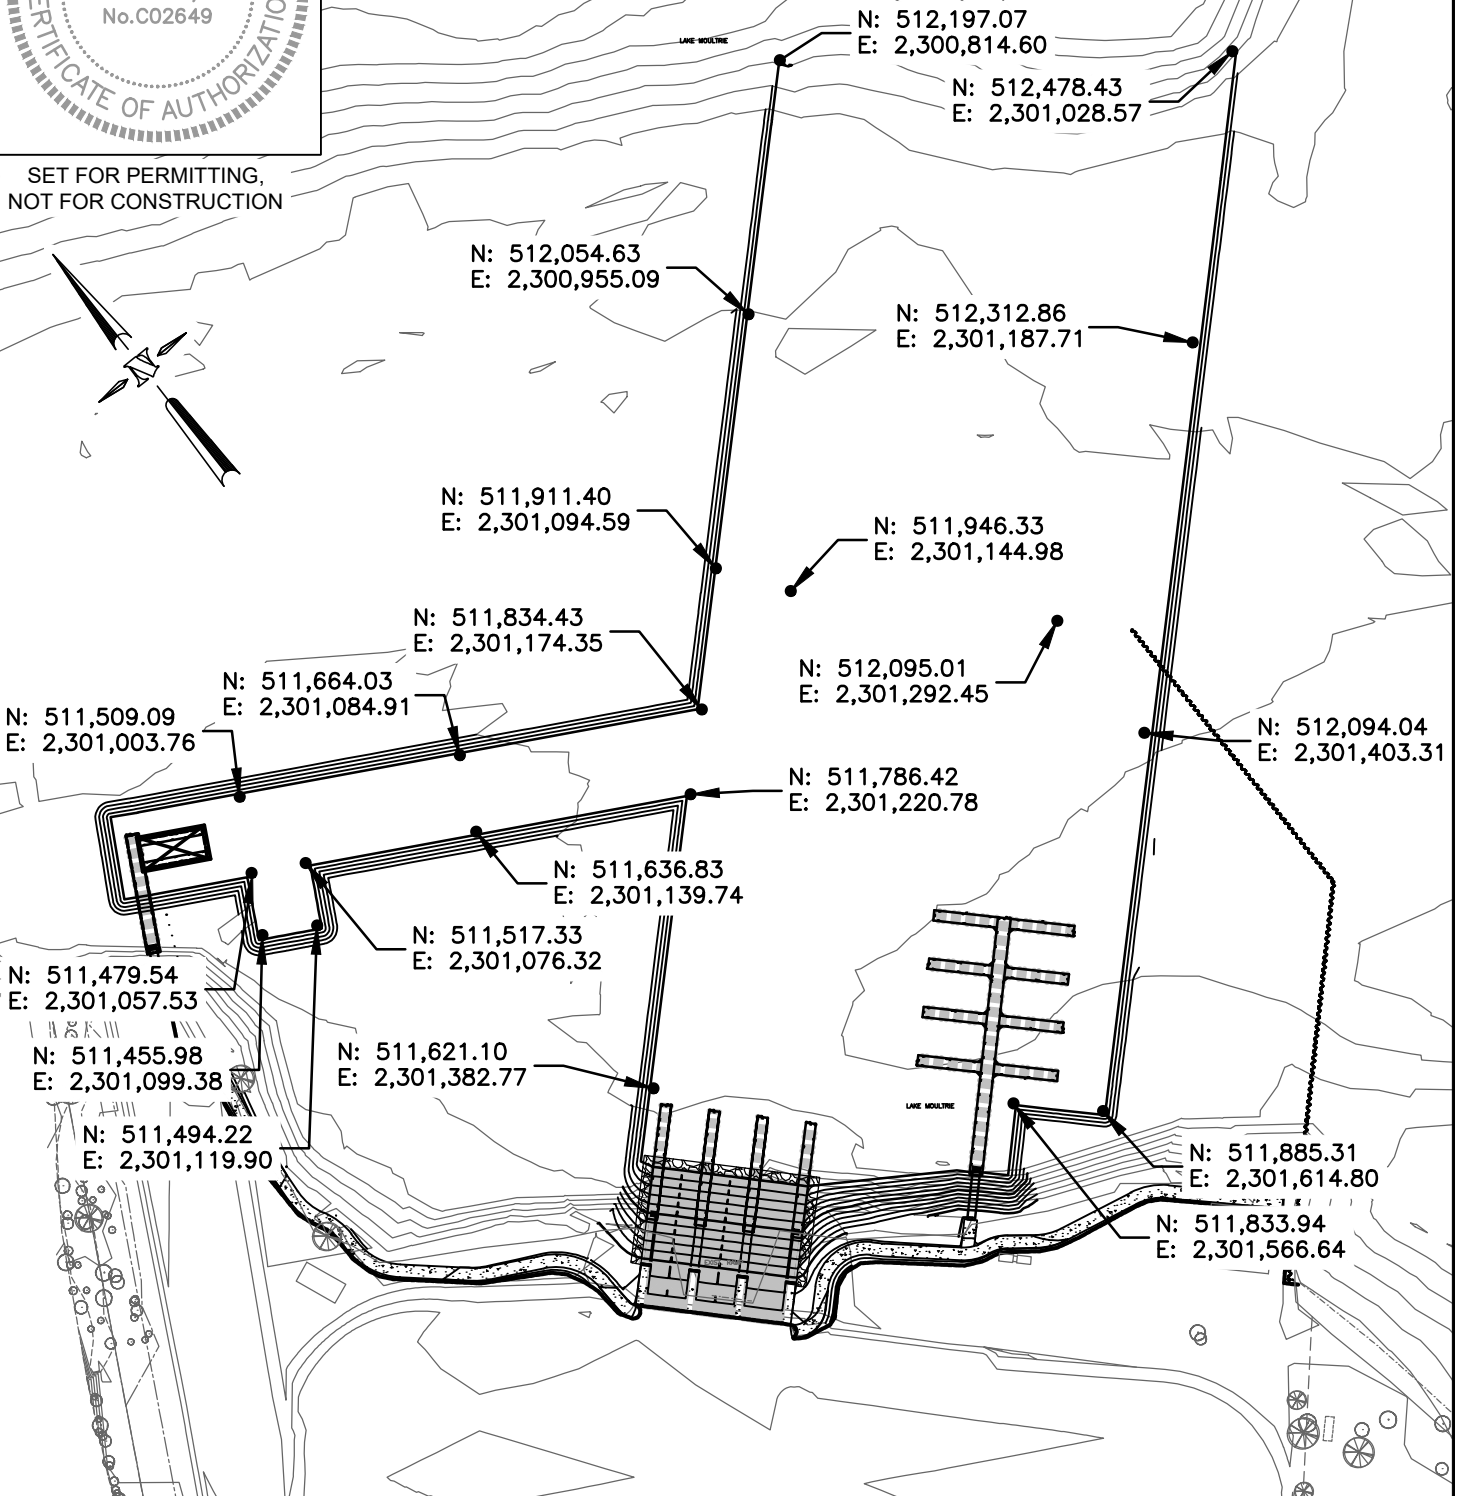 No.C02649
CERTIFICATE OF AUTHORIZATION
SET FOR PERMITTING,
NOT FOR CONSTRUCTION
LAKE MOULTRIE
N: 512,197.07
E: 2,300,814.60
N: 512,478.43
E: 2,301,028.57
N: 512,054.63
E: 2,300,955.09
N: 512,312.86
E: 2,301,187.71
N
N: 511,911.40
E: 2,301,094.59
N: 511,946.33
E: 2,301,144.98
N: 511,834.43
E: 2,301,174.35
N: 512,095.01
E: 2,301,292.45
N: 511,664.03
E: 2,301,084.91
N: 511,509.09
E: 2,301,003.76
N: 512,094.04
E: 2,301,403.31
N: 511,786.42
E: 2,301,220.78
N: 511,636.83
E: 2,301,139.74
N: 511,517.33
E: 2,301,076.32
N: 511,479.54
E: 2,301,057.53
N: 511,455.98
E: 2,301,099.38
N: 511,621.10
E: 2,301,382.77
LAKE MOULTRIE
N: 511,494.22
E: 2,301,119.90
N: 511,885.31
E: 2,301,614.80
N: 511,833.94
E: 2,301,566.64